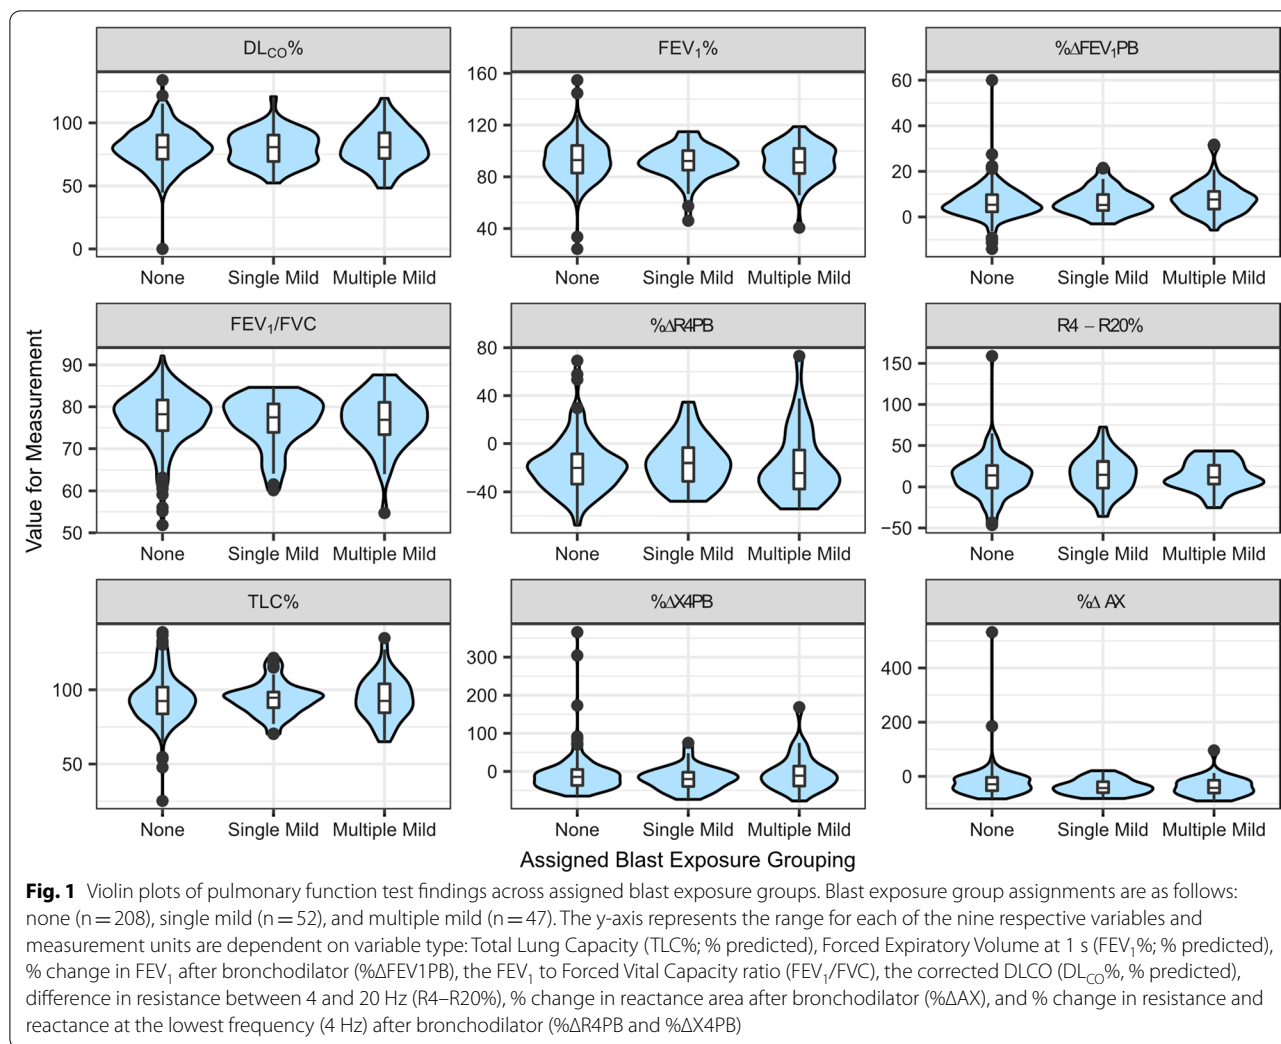 DLCO%
FEV1%
%ΔFEV1PB
100
50
0
160
120
80
40
60
40
20
0
None Single Mild Multiple Mild
None Single Mild Multiple Mild
None Single Mild Multiple Mild
FEV1/FVC
%ΔR4PB
R4 – R20%
90
80
70
60
50
80
40
0
−40
150
100
50
0
−50
None Single Mild Multiple Mild
None Single Mild Multiple Mild
None Single Mild Multiple Mild
TLC%
%ΔX4PB
%Δ AX
100
50
300
200
100
0
400
200
0
None Single Mild Multiple Mild
None Single Mild Multiple Mild
None Single Mild Multiple Mild
Value for Measurement
Assigned Blast Exposure Grouping
Fig. 1 Violin plots of pulmonary function test findings across assigned blast exposure groups. Blast exposure group assignments are as follows:
none (n = 208), single mild (n = 52), and multiple mild (n = 47). The y-axis represents the range for each of the nine respective variables and
measurement units are dependent on variable type: Total Lung Capacity (TLC%; % predicted), Forced Expiratory Volume at 1 s (FEV1%; % predicted),
% change in FEV1 after bronchodilator (%ΔFEV1PB), the FEV1 to Forced Vital Capacity ratio (FEV1/FVC), the corrected DLCO (DLCO%, % predicted),
difference in resistance between 4 and 20 Hz (R4–R20%), % change in reactance area after bronchodilator (%ΔAX), and % change in resistance and
reactance at the lowest frequency (4 Hz) after bronchodilator (%ΔR4PB and %ΔX4PB)